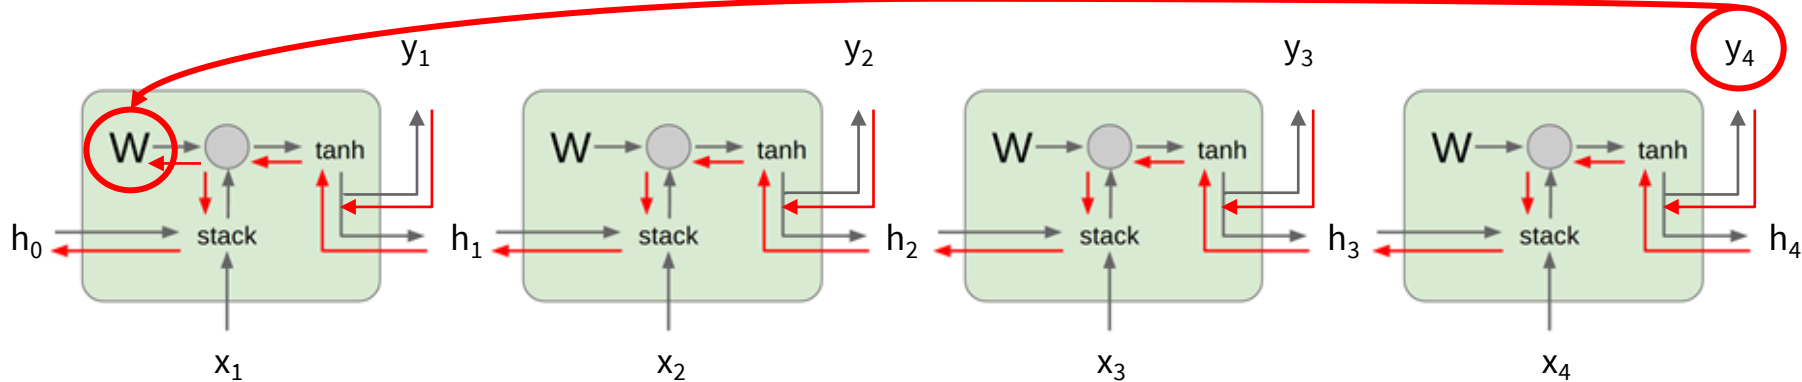 y₁ y₂ y₃ y₄
W tanh W tanh W tanh W tanh
h₀ stack h₁ stack h₂ stack h₃ stack h₄
x₁ x₂ x₃ x₄